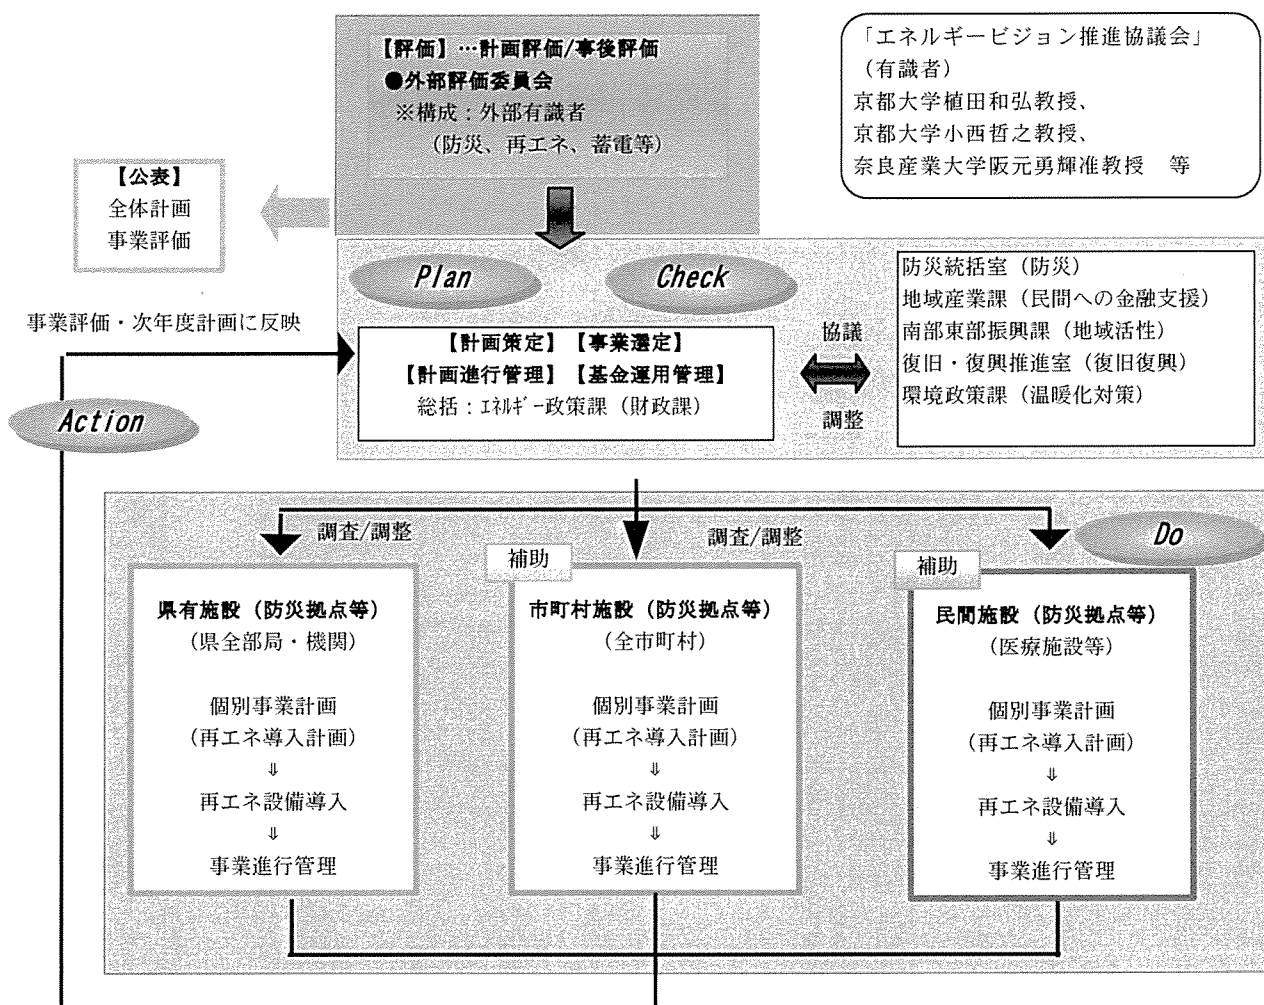 【評価】…計画評価/事後評価
●外部評価委員会
※構成：外部有識者
（防災、再エネ、蓄電等）
「エネルギービジョン推進協議会」
（有識者）
京都大学植田和弘教授、
京都大学小西哲之教授、
奈良産業大学阪元勇輝准教授　等
【公表】
全体計画
事業評価
Plan
Check
事業評価・次年度計画に反映
【計画策定】【事業選定】
【計画進行管理】【基金運用管理】
総括：ｴﾈﾙｷﾞｰ政策課（財政課）
協議
調整
防災統括室（防災）
地域産業課（民間への金融支援）
南部東部振興課（地域活性）
復旧・復興推進室（復旧復興）
環境政策課（温暖化対策）
Action
調査/調整
調査/調整
Do
県有施設（防災拠点等）
（県全部局・機関）
個別事業計画
（再エネ導入計画）
⇓
再エネ設備導入
⇓
事業進行管理
補助
市町村施設（防災拠点等）
（全市町村）
個別事業計画
（再エネ導入計画）
⇓
再エネ設備導入
⇓
事業進行管理
補助
民間施設（防災拠点等）
（医療施設等）
個別事業計画
（再エネ導入計画）
⇓
再エネ設備導入
⇓
事業進行管理